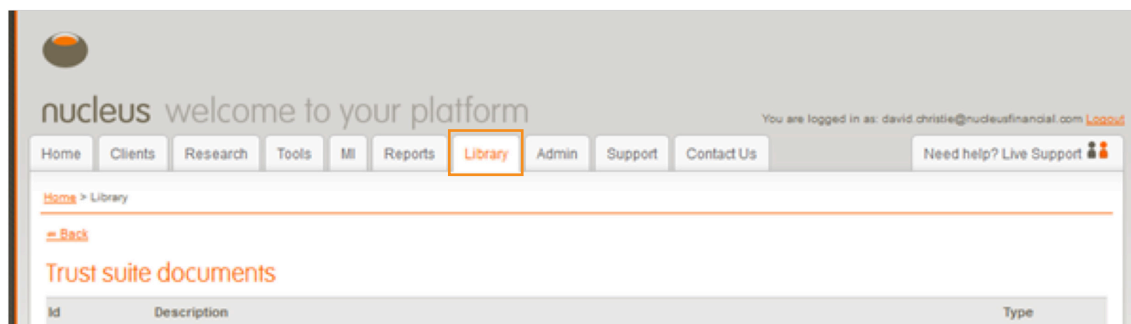 nucleus welcome to your platform
You are logged in as: david.christie@nucleusfinancial.com Logout
Home Clients Research Tools MI Reports Library Admin Support Contact Us Need help? Live Support
Home > Library
⇐ Back
Trust suite documents
Id Description Type